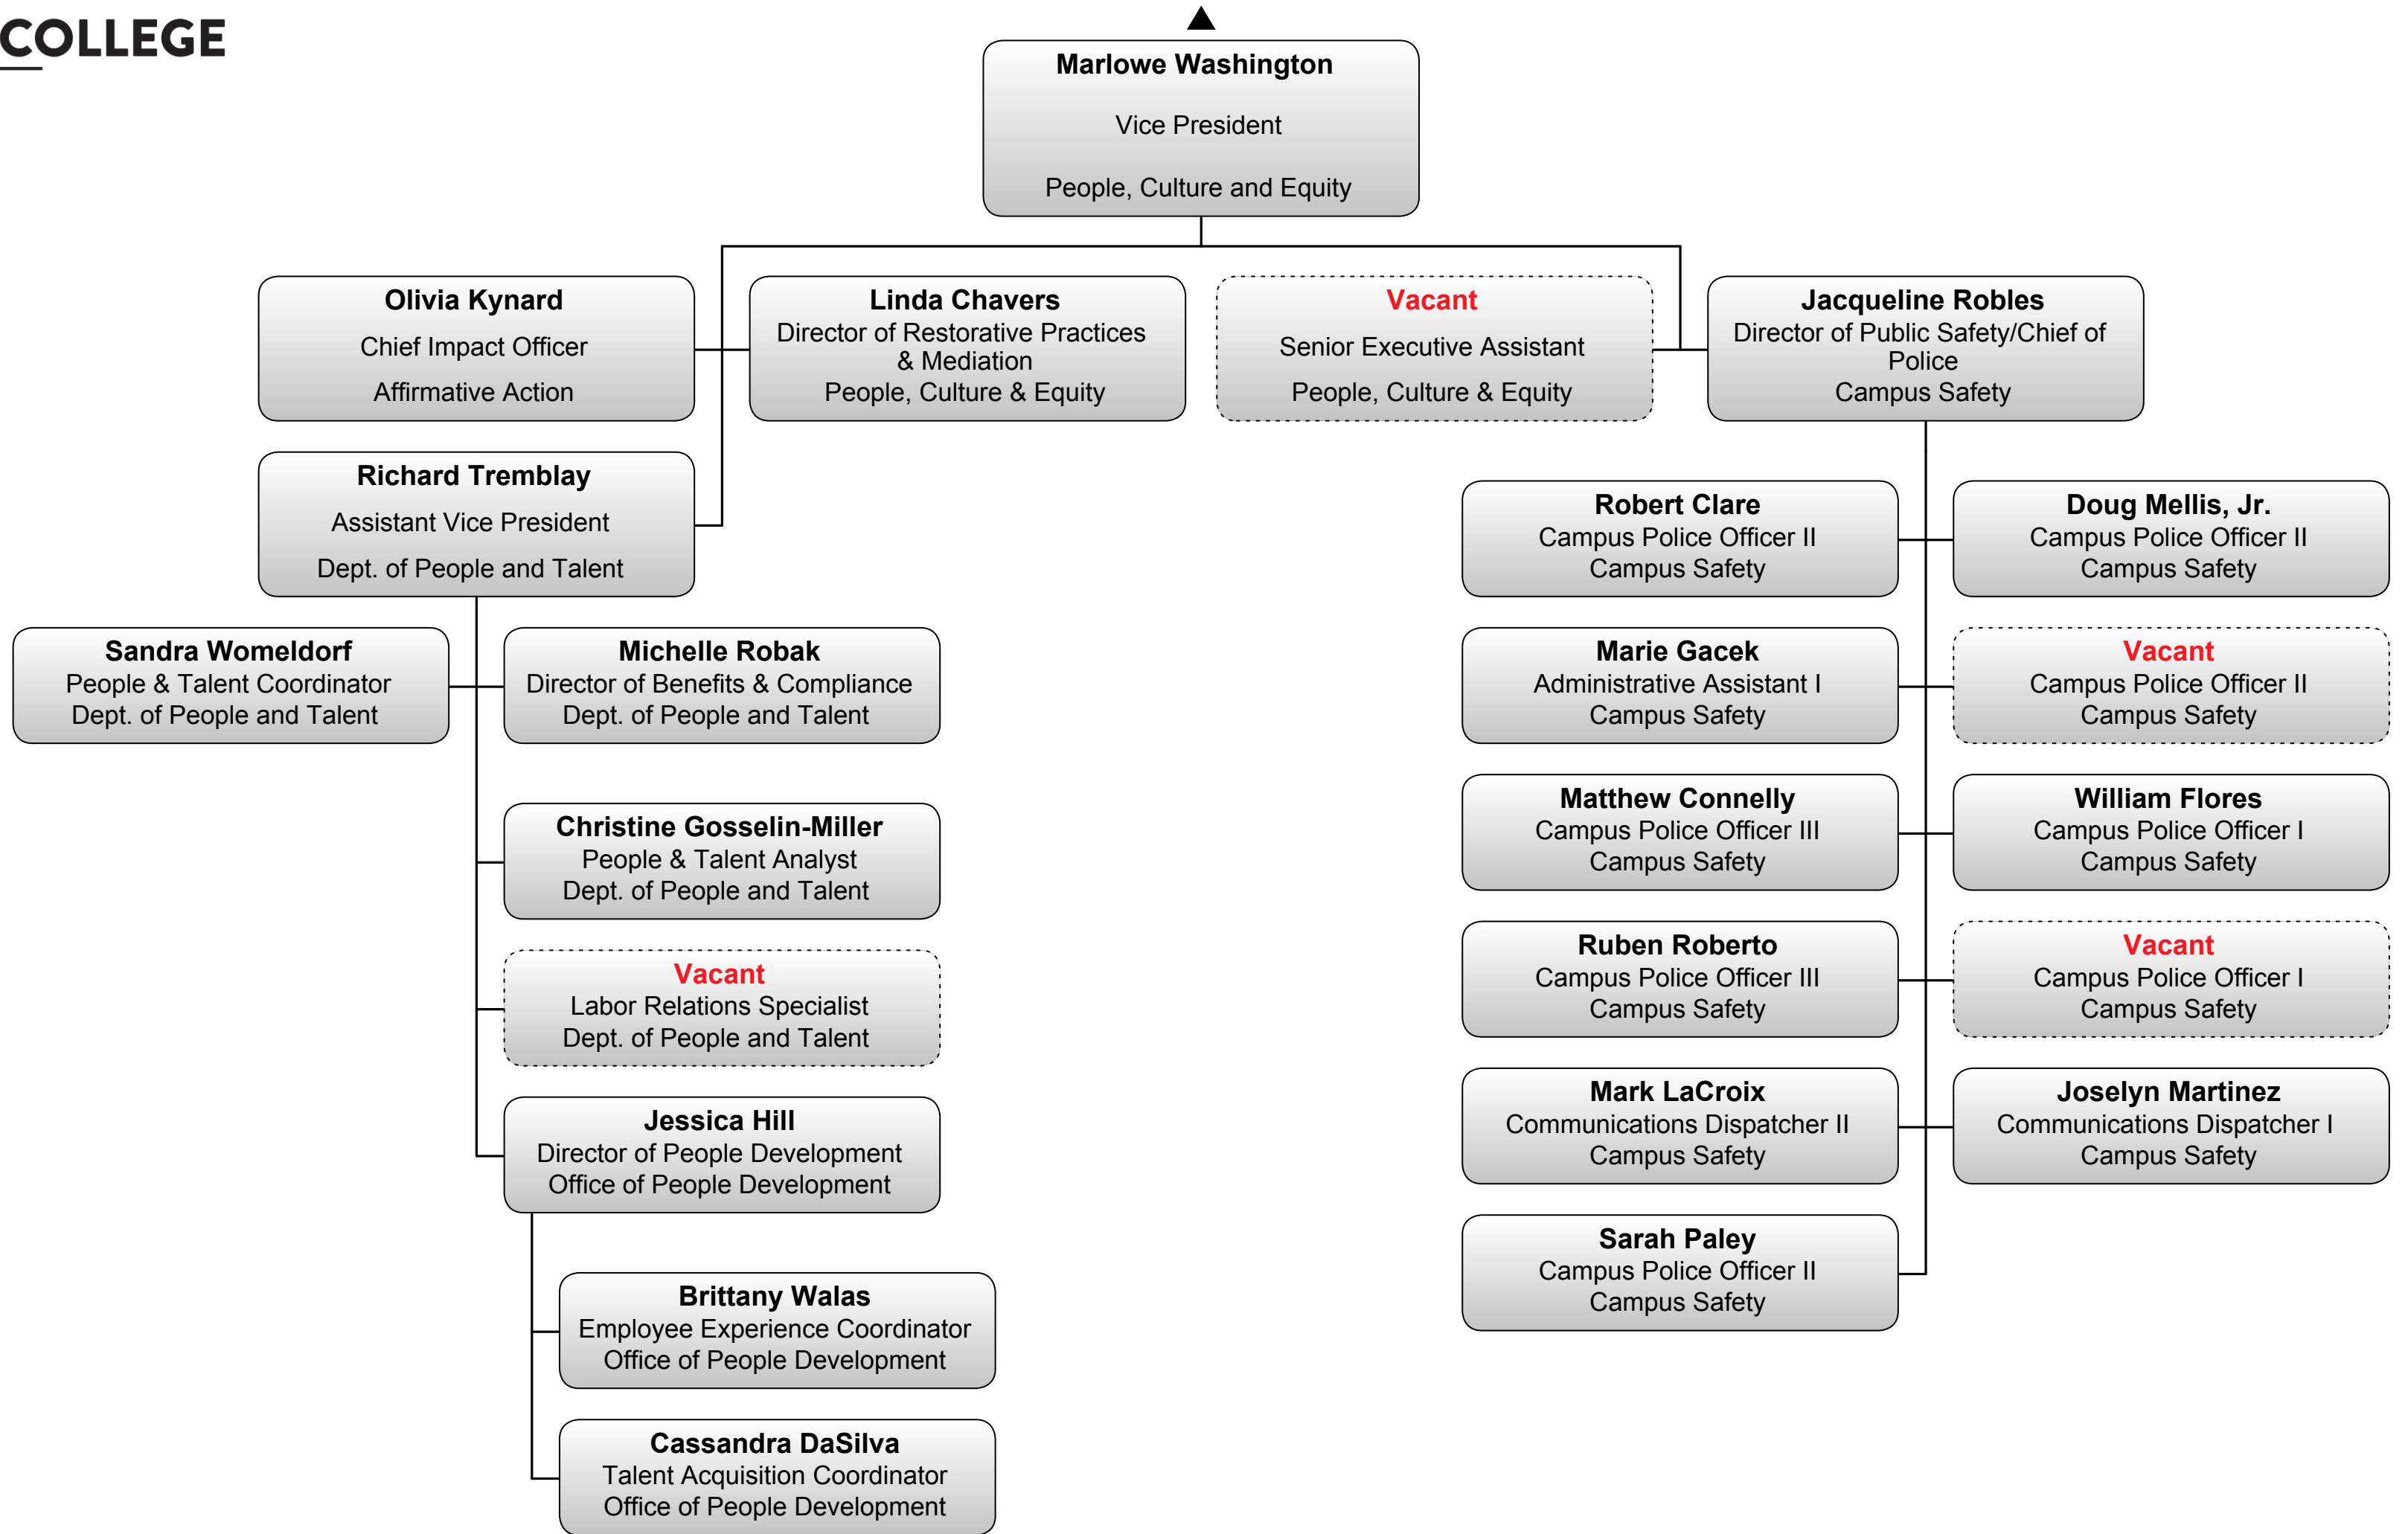 COLLEGE
Marlowe Washington
Vice President
People, Culture and Equity
Olivia Kynard
Chief Impact Officer
Affirmative Action
Linda Chavers
Director of Restorative Practices
& Mediation
People, Culture & Equity
Vacant
Senior Executive Assistant
People, Culture & Equity
Jacqueline Robles
Director of Public Safety/Chief of
Police
Campus Safety
Richard Tremblay
Assistant Vice President
Dept. of People and Talent
Sandra Womeldorf
People & Talent Coordinator
Dept. of People and Talent
Michelle Robak
Director of Benefits & Compliance
Dept. of People and Talent
Christine Gosselin-Miller
People & Talent Analyst
Dept. of People and Talent
Vacant
Labor Relations Specialist
Dept. of People and Talent
Jessica Hill
Director of People Development
Office of People Development
Brittany Walas
Employee Experience Coordinator
Office of People Development
Cassandra DaSilva
Talent Acquisition Coordinator
Office of People Development
Robert Clare
Campus Police Officer II
Campus Safety
Doug Mellis, Jr.
Campus Police Officer II
Campus Safety
Marie Gacek
Administrative Assistant I
Campus Safety
Vacant
Campus Police Officer II
Campus Safety
Matthew Connelly
Campus Police Officer III
Campus Safety
William Flores
Campus Police Officer I
Campus Safety
Ruben Roberto
Campus Police Officer III
Campus Safety
Vacant
Campus Police Officer I
Campus Safety
Mark LaCroix
Communications Dispatcher II
Campus Safety
Joselyn Martinez
Communications Dispatcher I
Campus Safety
Sarah Paley
Campus Police Officer II
Campus Safety